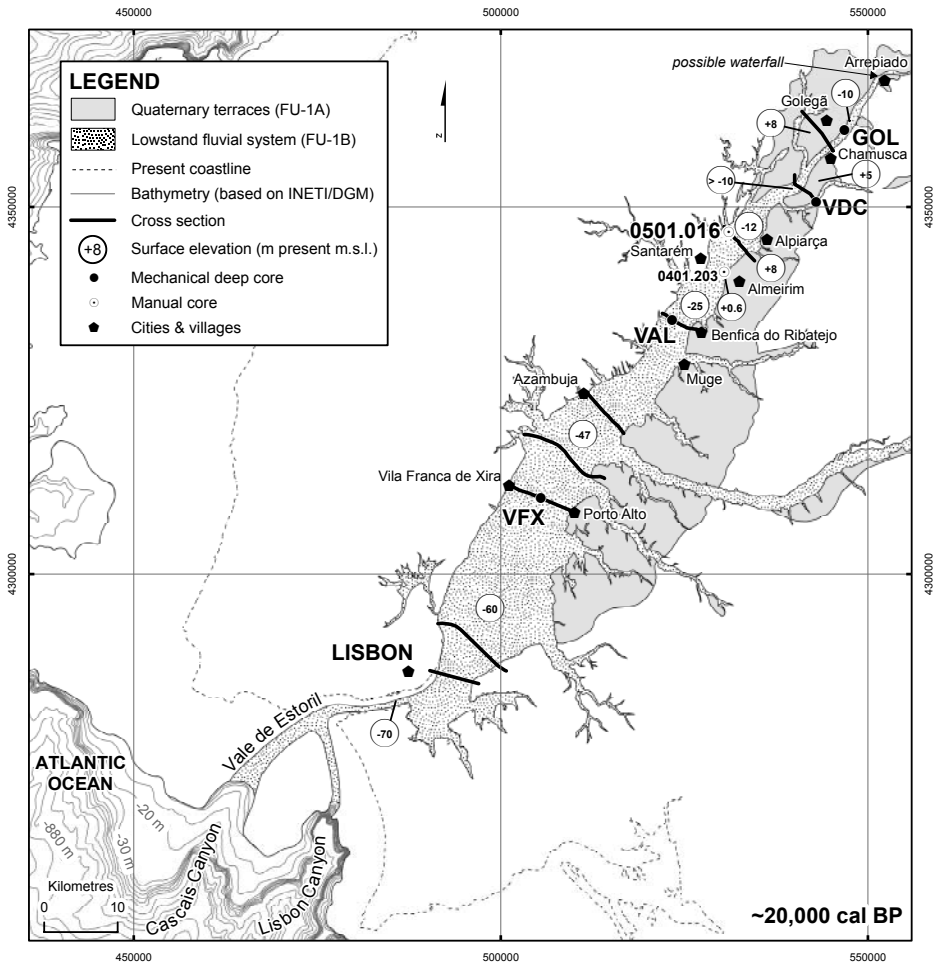 450000
500000
550000
LEGEND
Quaternary terraces (FU-1A)
Lowstand fluvial system (FU-1B)
Present coastline
Bathymetry (based on INETI/DGM)
Cross section
+8
Surface elevation (m present m.s.l.)
Mechanical deep core
Manual core
Cities & villages
z
possible waterfall
Arrepiado
-10
Golegã
+8
GOL
Chamusca
> -10
+5
VDC
4350000
4350000
0501.016
-12
Alpiarça
Santarém
+8
0401.203
Almeirim
-25
+0.6
VAL
Benfica do Ribatejo
Muge
Azambuja
-47
Vila Franca de Xira
VFX
Porto Alto
4300000
4300000
-60
LISBON
Vale de Estoril
-70
ATLANTIC
OCEAN
-20 m
-880 m
-30 m
Cascais Canyon
Lisbon Canyon
Kilometres
0
10
~20,000 cal BP
450000
500000
550000